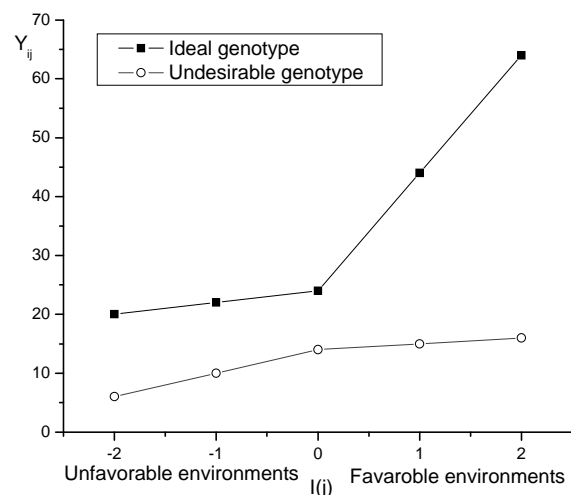 70
60
50
40
30
20
10
0
Y_ij
Ideal genotype
Undesirable genotype
-2 -1 0 1 2
Unfavorable environments Favaroble environments
I(j)